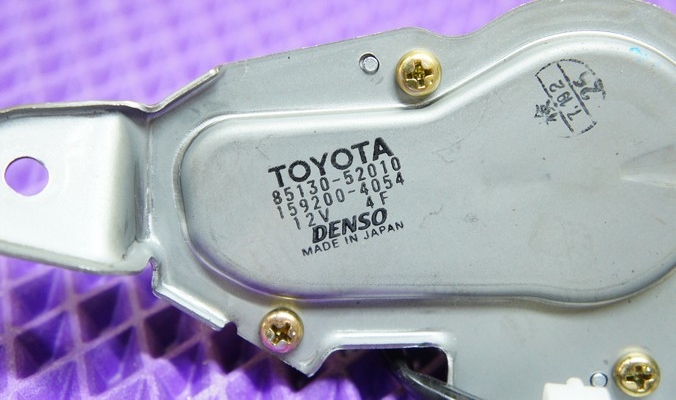 TOYOTA
85130-52010
159200-4054
12V 4F
DENSO
MADE IN JAPAN